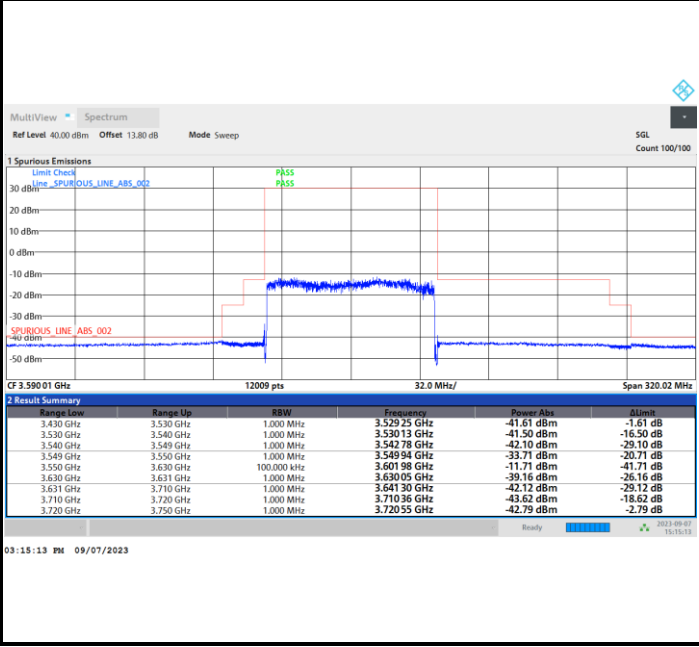 MultiView Spectrum
Ref Level 40.00 dBm Offset 13.80 dB Mode Sweep SGL
Count 100/100
1 Spurious Emissions
Limit Check PASS
Line _SPURIOUS_LINE_ABS_002 PASS
30 dBm
20 dBm
10 dBm
0 dBm
-10 dBm
-20 dBm
-30 dBm
SPURIOUS_LINE_ABS_002
-40 dBm
-50 dBm
CF 3.590 01 GHz 12009 pts 32.0 MHz/ Span 320.02 MHz
2 Result Summary
Range Low Range Up RBW Frequency Power Abs ΔLimit
3.430 GHz 3.530 GHz 1.000 MHz 3.529 25 GHz -41.61 dBm -1.61 dB
3.530 GHz 3.540 GHz 1.000 MHz 3.530 13 GHz -41.50 dBm -16.50 dB
3.540 GHz 3.549 GHz 1.000 MHz 3.542 78 GHz -42.10 dBm -29.10 dB
3.549 GHz 3.550 GHz 1.000 MHz 3.549 94 GHz -33.71 dBm -20.71 dB
3.550 GHz 3.630 GHz 100.000 kHz 3.601 98 GHz -11.71 dBm -41.71 dB
3.630 GHz 3.631 GHz 1.000 MHz 3.630 05 GHz -39.16 dBm -26.16 dB
3.631 GHz 3.710 GHz 1.000 MHz 3.641 30 GHz -42.12 dBm -29.12 dB
3.710 GHz 3.720 GHz 1.000 MHz 3.710 36 GHz -43.62 dBm -18.62 dB
3.720 GHz 3.750 GHz 1.000 MHz 3.720 55 GHz -42.79 dBm -2.79 dB
Ready 2023-09-07
15:15:13
03:15:13 PM 09/07/2023